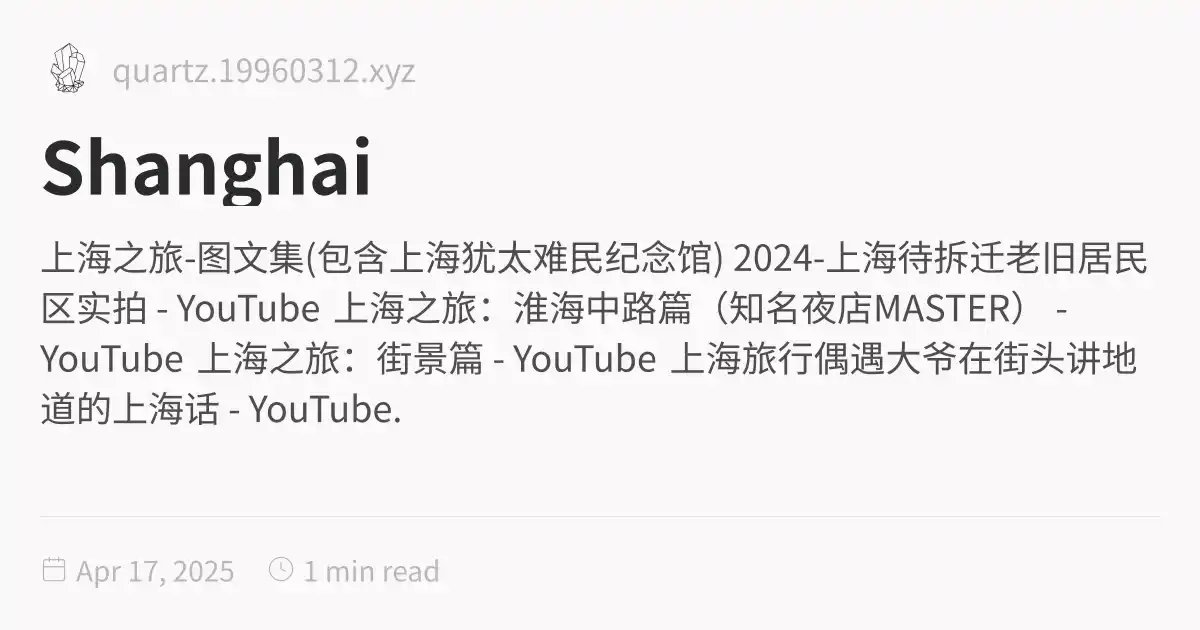 quartz.19960312.xyz
Shanghai
上海之旅-图文集(包含上海犹太难民纪念馆) 2024-上海待拆迁老旧居民
区实拍 - YouTube 上海之旅：淮海中路篇（知名夜店MASTER） -
YouTube 上海之旅：街景篇 - YouTube 上海旅行偶遇大爷在街头讲地
道的上海话 - YouTube.
Apr 17, 2025 1 min read